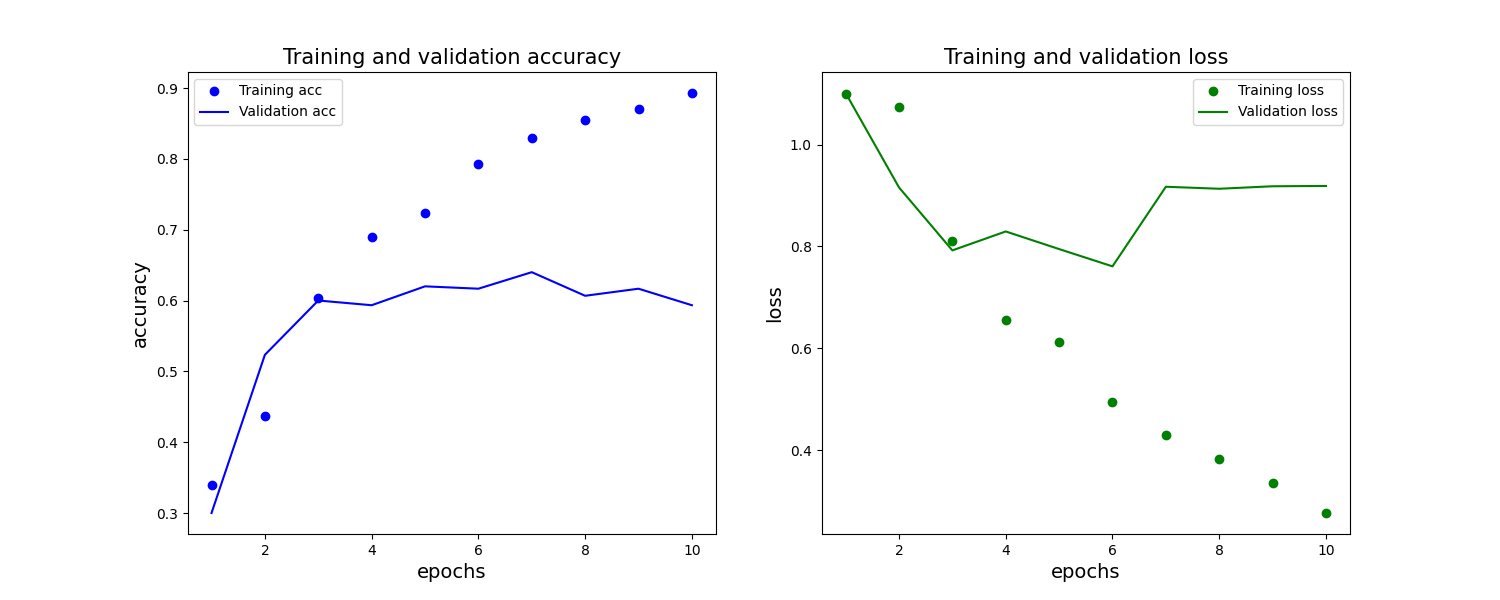 Training and validation accuracy
Training acc
Validation acc
0.9
0.8
0.7
0.6
0.5
0.4
0.3
accuracy
2 4 6 8 10
epochs
Training and validation loss
Training loss
Validation loss
1.0
0.8
0.6
0.4
loss
2 4 6 8 10
epochs